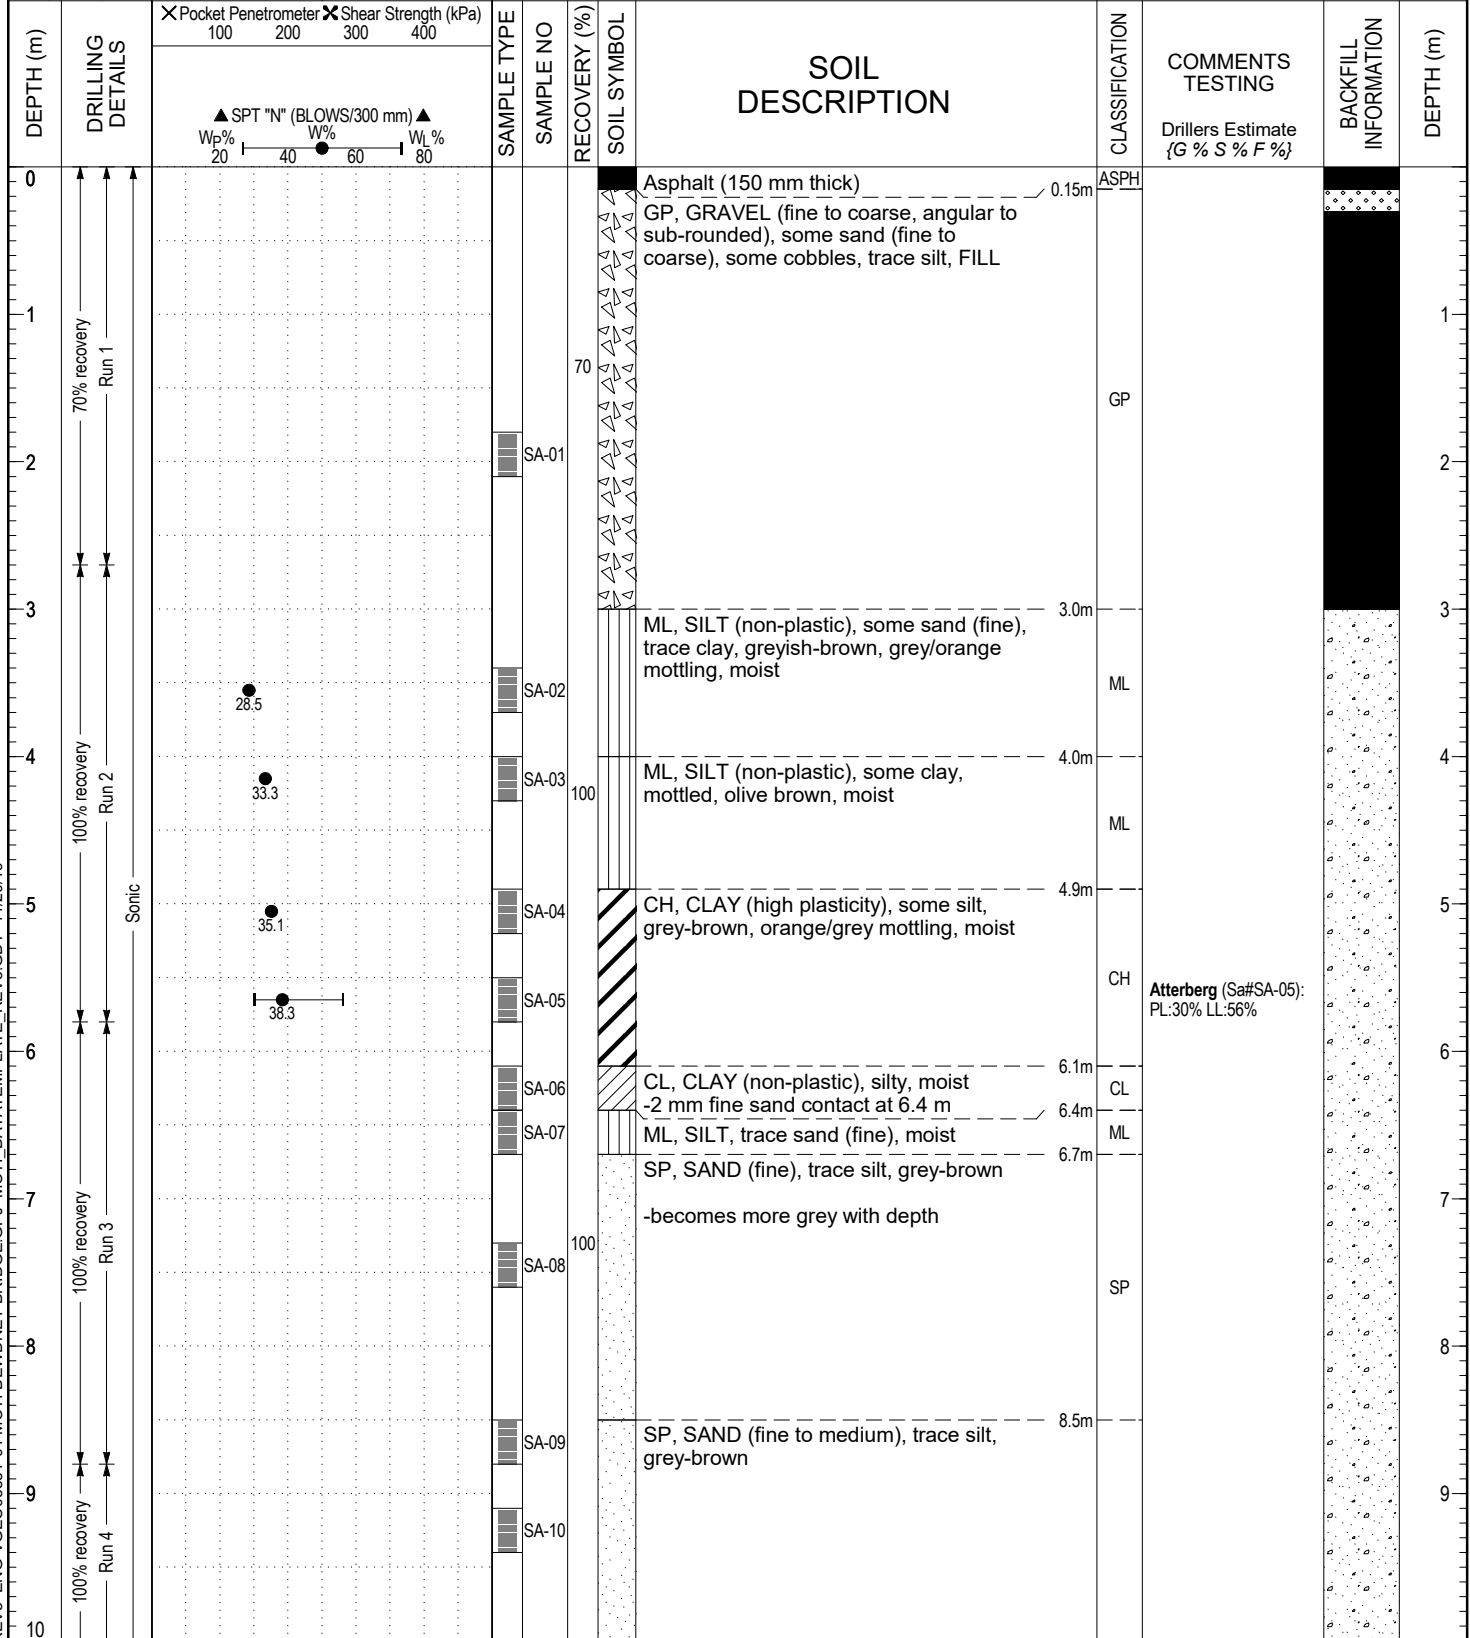 DEPTH (m)
DRILLING
DETAILS
Pocket Penetrometer Shear Strength (kPa)
100 200 300 400
▲ SPT "N" (BLOWS/300 mm) ▲
WP% W% WL%
20 40 60 80
SAMPLE TYPE
SAMPLE NO
RECOVERY (%)
SOIL SYMBOL
SOIL
DESCRIPTION
CLASSIFICATION
COMMENTS
TESTING
Drillers Estimate
{G % S % F %}
BACKFILL
INFORMATION
DEPTH (m)
0
Asphalt (150 mm thick)
0.15m
ASPH
GP, GRAVEL (fine to coarse, angular to
sub-rounded), some sand (fine to
coarse), some cobbles, trace silt, FILL
1
1
70% recovery
Run 1
70
GP
SA-01
2
2
3
3.0m
3
ML, SILT (non-plastic), some sand (fine),
trace clay, greyish-brown, grey/orange
mottling, moist
ML
SA-02
28.5
4
4.0m
4
ML, SILT (non-plastic), some clay,
mottled, olive brown, moist
SA-03
33.3
100% recovery
Run 2
100
ML
4.9m
Sonic
5
5
CH, CLAY (high plasticity), some silt,
grey-brown, orange/grey mottling, moist
SA-04
35.1
CH
Atterberg (Sa#SA-05):
PL:30% LL:56%
SA-05
38.3
6
6.1m
6
CL, CLAY (non-plastic), silty, moist
-2 mm fine sand contact at 6.4 m
SA-06
CL
6.4m
ML, SILT, trace sand (fine), moist
SA-07
ML
6.7m
SP, SAND (fine), trace silt, grey-brown
-becomes more grey with depth
7
7
100% recovery
Run 3
100
SA-08
SP
8
8
8.5m
SP, SAND (fine to medium), trace silt,
grey-brown
SA-09
9
9
SA-10
100% recovery
Run 4
10